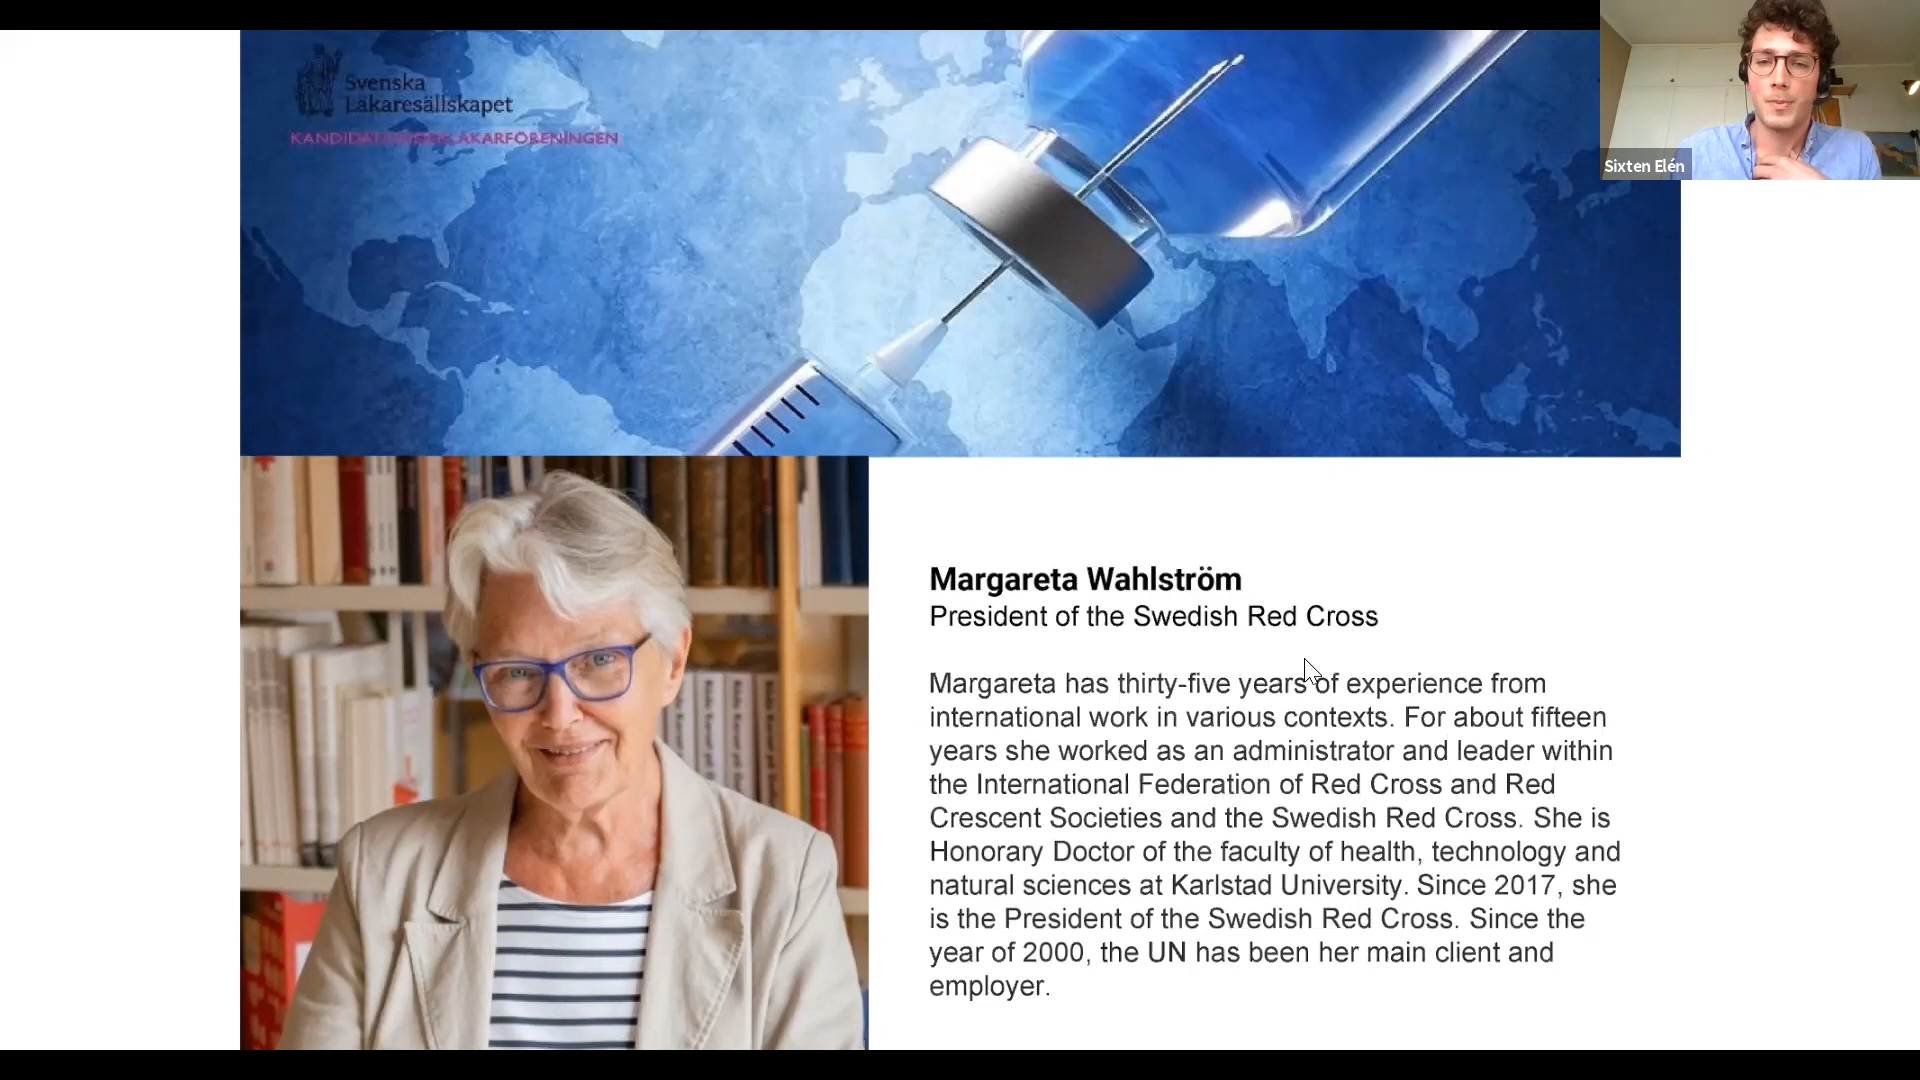 Svenska
Läkaresällskapet
Sixten Elén
Margareta Wahlström
President of the Swedish Red Cross
Margareta has thirty-five years of experience from
international work in various contexts. For about fifteen
years she worked as an administrator and leader within
the International Federation of Red Cross and Red
Crescent Societies and the Swedish Red Cross. She is
Honorary Doctor of the faculty of health, technology and
natural sciences at Karlstad University. Since 2017, she
is the President of the Swedish Red Cross. Since the
year of 2000, the UN has been her main client and
employer.